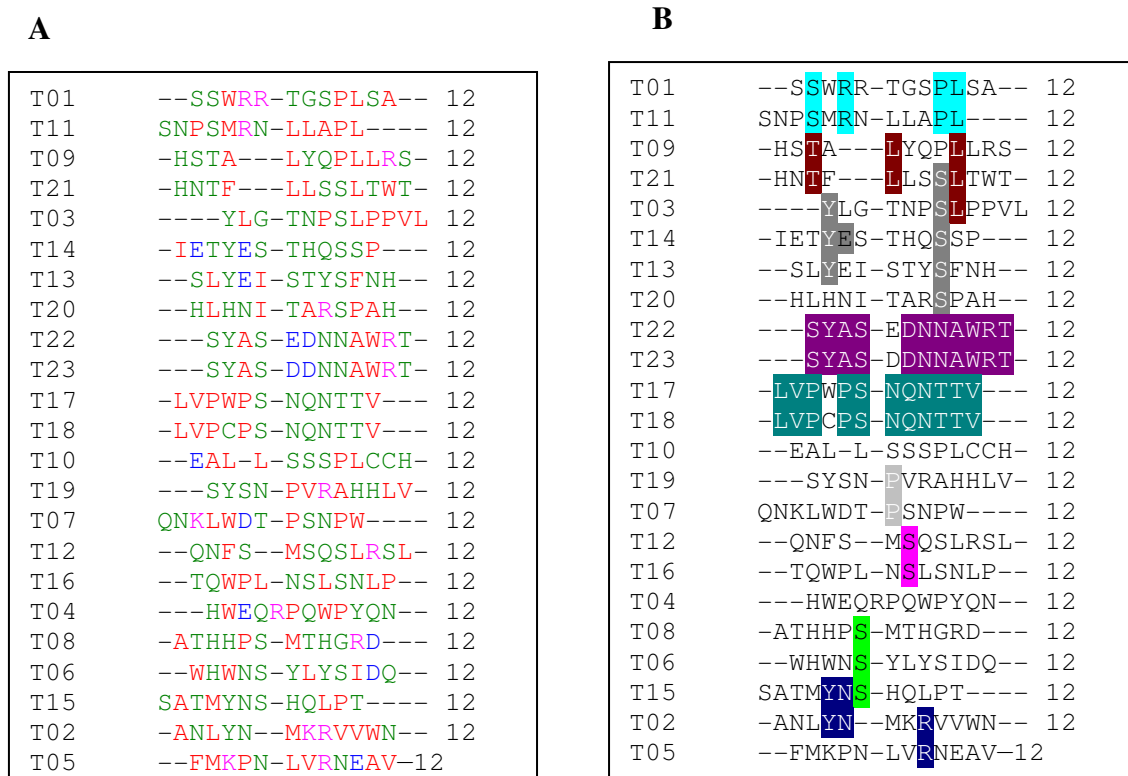 A
T01 --SSWRR-TGSPLSA-- 12
T11 SNPSMRN-LLAPL---- 12
T09 -HSTA---LYQPLLRS- 12
T21 -HNTF---LLSSLTWT- 12
T03 ----YLG-TNPSLPPVL 12
T14 -IETYES-THQSSP--- 12
T13 --SLYEI-STYSFNH-- 12
T20 --HLHNI-TARSPAH-- 12
T22 ---SYAS-EDNNAWRT- 12
T23 ---SYAS-DDNNAWRT- 12
T17 -LVPWPS-NQNTTV--- 12
T18 -LVPCPS-NQNTTV--- 12
T10 --EAL-L-SSSPLCCH- 12
T19 ---SYSN-PVRAHHLV- 12
T07 QNKLWDT-PSNPW---- 12
T12 --QNFS--MSQSLRSL- 12
T16 --TQWPL-NSLSNLP-- 12
T04 ---HWEQRPQWPYQN-- 12
T08 -ATHHPS-MTHGRD--- 12
T06 --WHWNS-YLYSIDQ-- 12
T15 SATMYNS-HQLPT---- 12
T02 -ANLYN--MKRVVWN-- 12
T05 --FMKPN-LVRNEAV—12
B
T01 --SSWRR-TGSPLSA-- 12
T11 SNPSMRN-LLAPL---- 12
T09 -HSTA---LYQPLLRS- 12
T21 -HNTF---LLSSLTWT- 12
T03 ----YLG-TNPSLPPVL 12
T14 -IETYES-THQSSP--- 12
T13 --SLYEI-STYSFNH-- 12
T20 --HLHNI-TARSPAH-- 12
T22 ---SYAS-EDNNAWRT- 12
T23 ---SYAS-DDNNAWRT- 12
T17 -LVPWPS-NQNTTV--- 12
T18 -LVPCPS-NQNTTV--- 12
T10 --EAL-L-SSSPLCCH- 12
T19 ---SYSN-PVRAHHLV- 12
T07 QNKLWDT-PSNPW---- 12
T12 --QNFS--MSQSLRSL- 12
T16 --TQWPL-NSLSNLP-- 12
T04 ---HWEQRPQWPYQN-- 12
T08 -ATHHPS-MTHGRD--- 12
T06 --WHWNS-YLYSIDQ-- 12
T15 SATMYNS-HQLPT---- 12
T02 -ANLYN--MKRVVWN-- 12
T05 --FMKPN-LVRNEAV—12